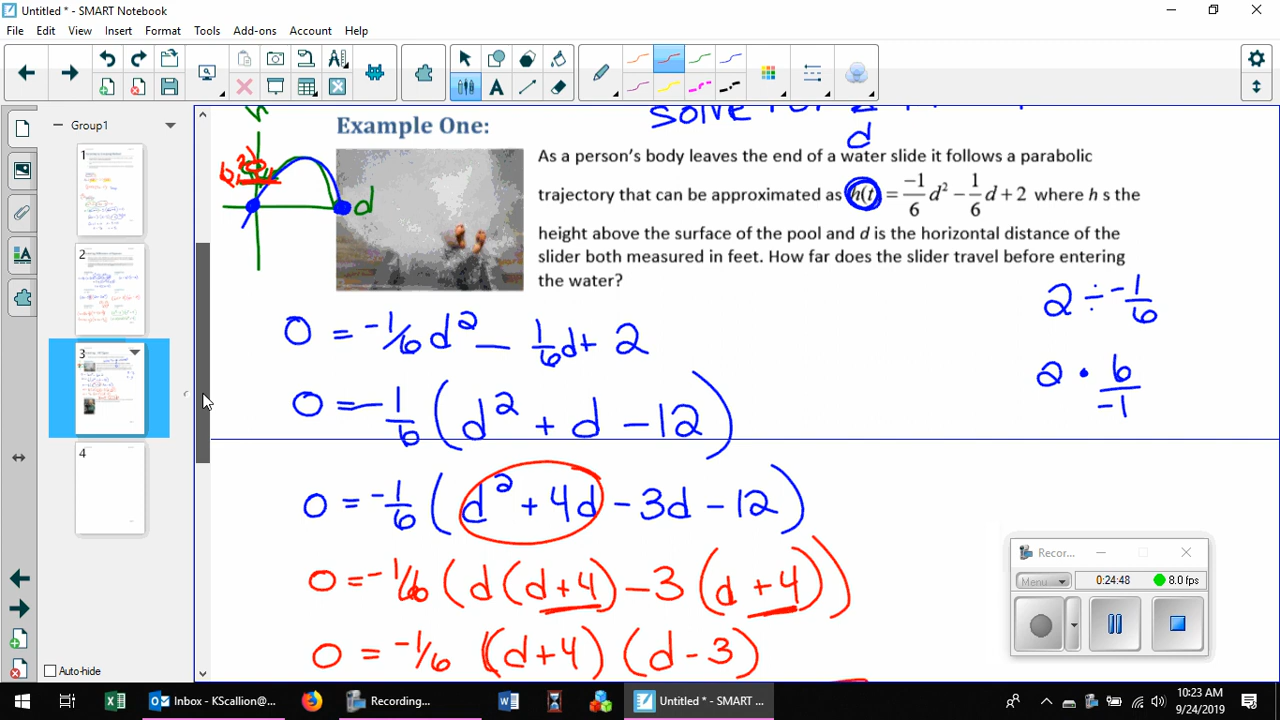 Untitled * - SMART Notebook
File Edit View Insert Format Tools Add-ons Account Help
Group1
1
2
3
4
Auto-hide
solve for
d
h
d
Example One:
As a person's body leaves the end of a water slide it follows a parabolic
trajectory that can be approximated as h(t) = -1/6 d² - 1/6 d + 2 where h s the
height above the surface of the pool and d is the horizontal distance of the
slider both measured in feet. How far does the slider travel before entering
the water?
2 ÷ -1/6
2 • 6/-1
0 = -1/6 d² - 1/6 d + 2
0 = -1/6 (d² + d - 12)
0 = -1/6 (d² + 4d - 3d - 12)
0 = -1/6 (d(d+4) - 3(d+4))
0 = -1/6 (d+4)(d-3)
Recor...
Menu
0:24:48
8.0 fps
Inbox - KScallion@...
Recording...
Untitled * - SMART ...
10:23 AM
9/24/2019